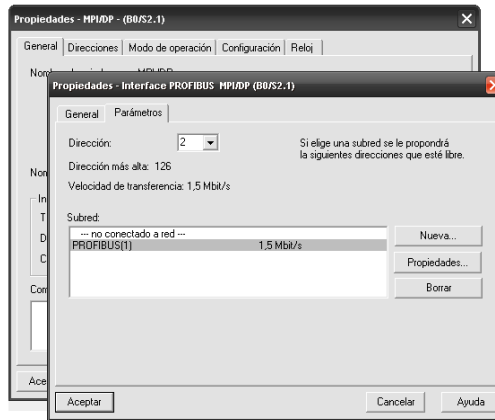 Propiedades - MPI/DP - (B0/S2.1)
General Direcciones Modo de operación Configuración Reloj
Propiedades - Interface PROFIBUS MPI/DP (B0/S2.1)
General Parámetros
Dirección: 2
Si elige una subred se le propondrá
la siguientes direcciones que esté libre.
Dirección más alta: 126
Velocidad de transferencia: 1,5 Mbit/s
Subred:
--- no conectado a red ---
PROFIBUS(1) 1,5 Mbit/s
Nueva...
Propiedades...
Borrar
Aceptar Cancelar Ayuda